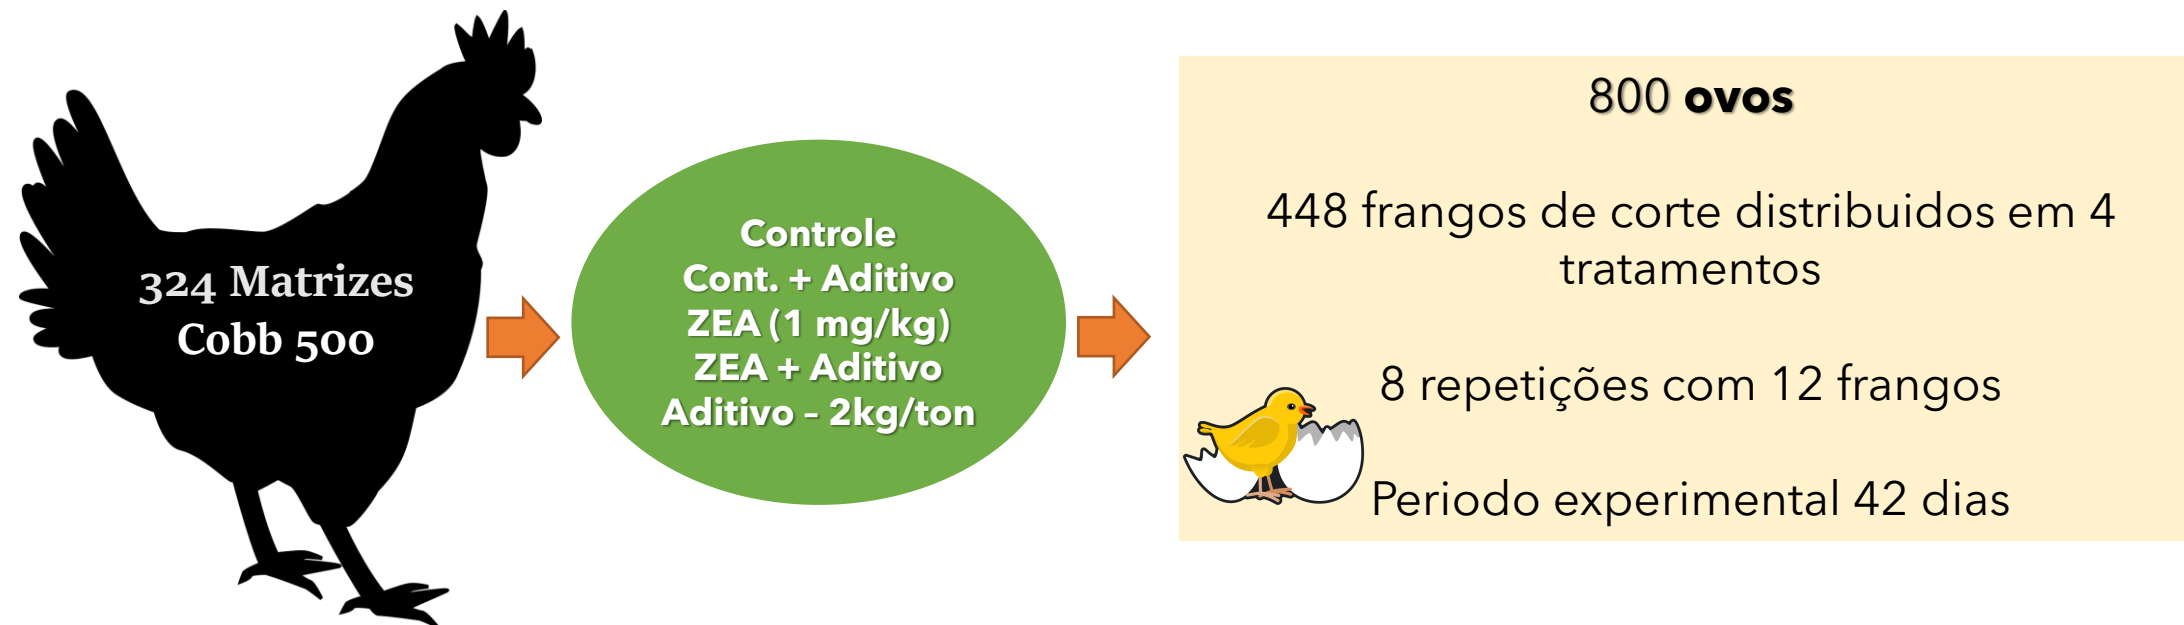 324 Matrizes
Cobb 500
Controle
Cont. + Aditivo
ZEA (1 mg/kg)
ZEA + Aditivo
Aditivo – 2kg/ton
800 ovos
448 frangos de corte distribuidos em 4
tratamentos
8 repetições com 12 frangos
Periodo experimental 42 dias